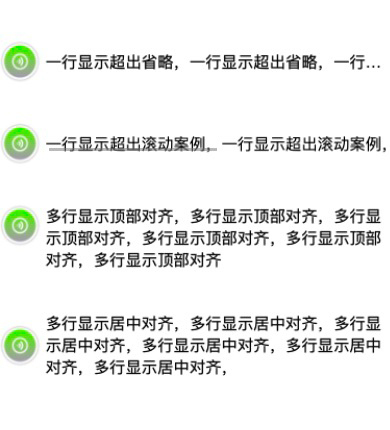 一行显示超出省略，一行显示超出省略，一行...
一行显示超出滚动案例，一行显示超出滚动案例，
多行显示顶部对齐，多行显示顶部对齐，多行显
示顶部对齐，多行显示顶部对齐，多行显示顶部
对齐，多行显示顶部对齐
多行显示居中对齐，多行显示居中对齐，多行显
示居中对齐，多行显示居中对齐，多行显示居中
对齐，多行显示居中对齐，